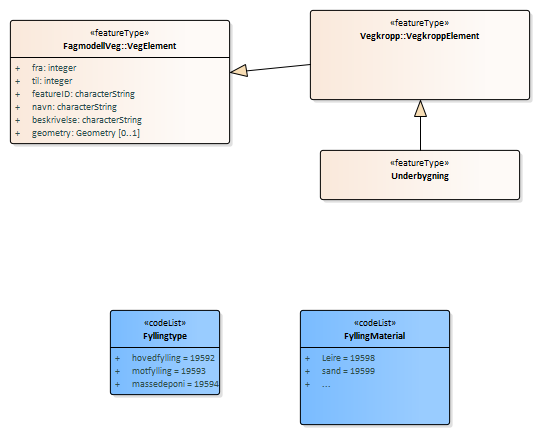 «featureType»
FagmodellVeg::VegElement
+ fra: integer
+ til: integer
+ featureID: characterString
+ navn: characterString
+ beskrivelse: characterString
+ geometry: Geometry [0..1]
«featureType»
Vegkropp::VegkroppElement
«featureType»
Underbygning
«codeList»
Fyllingtype
+ hovedfylling = 19592
+ motfylling = 19593
+ massedeponi = 19594
«codeList»
FyllingMaterial
+ Leire = 19598
+ sand = 19599
+ ...